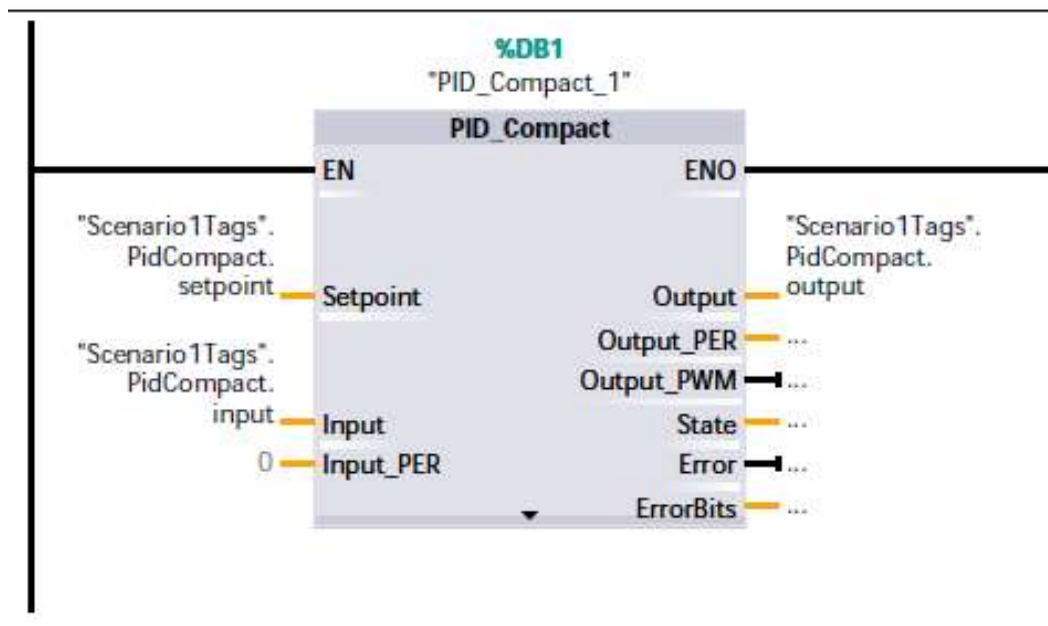 %DB1
"PID_Compact_1"
PID_Compact
EN
ENO
"Scenario1Tags".
PidCompact.
setpoint
Setpoint
Output
"Scenario1Tags".
PidCompact.
output
Output_PER
...
"Scenario1Tags".
PidCompact.
input
Output_PWM
...
Input
State
...
0
Input_PER
Error
...
ErrorBits
...